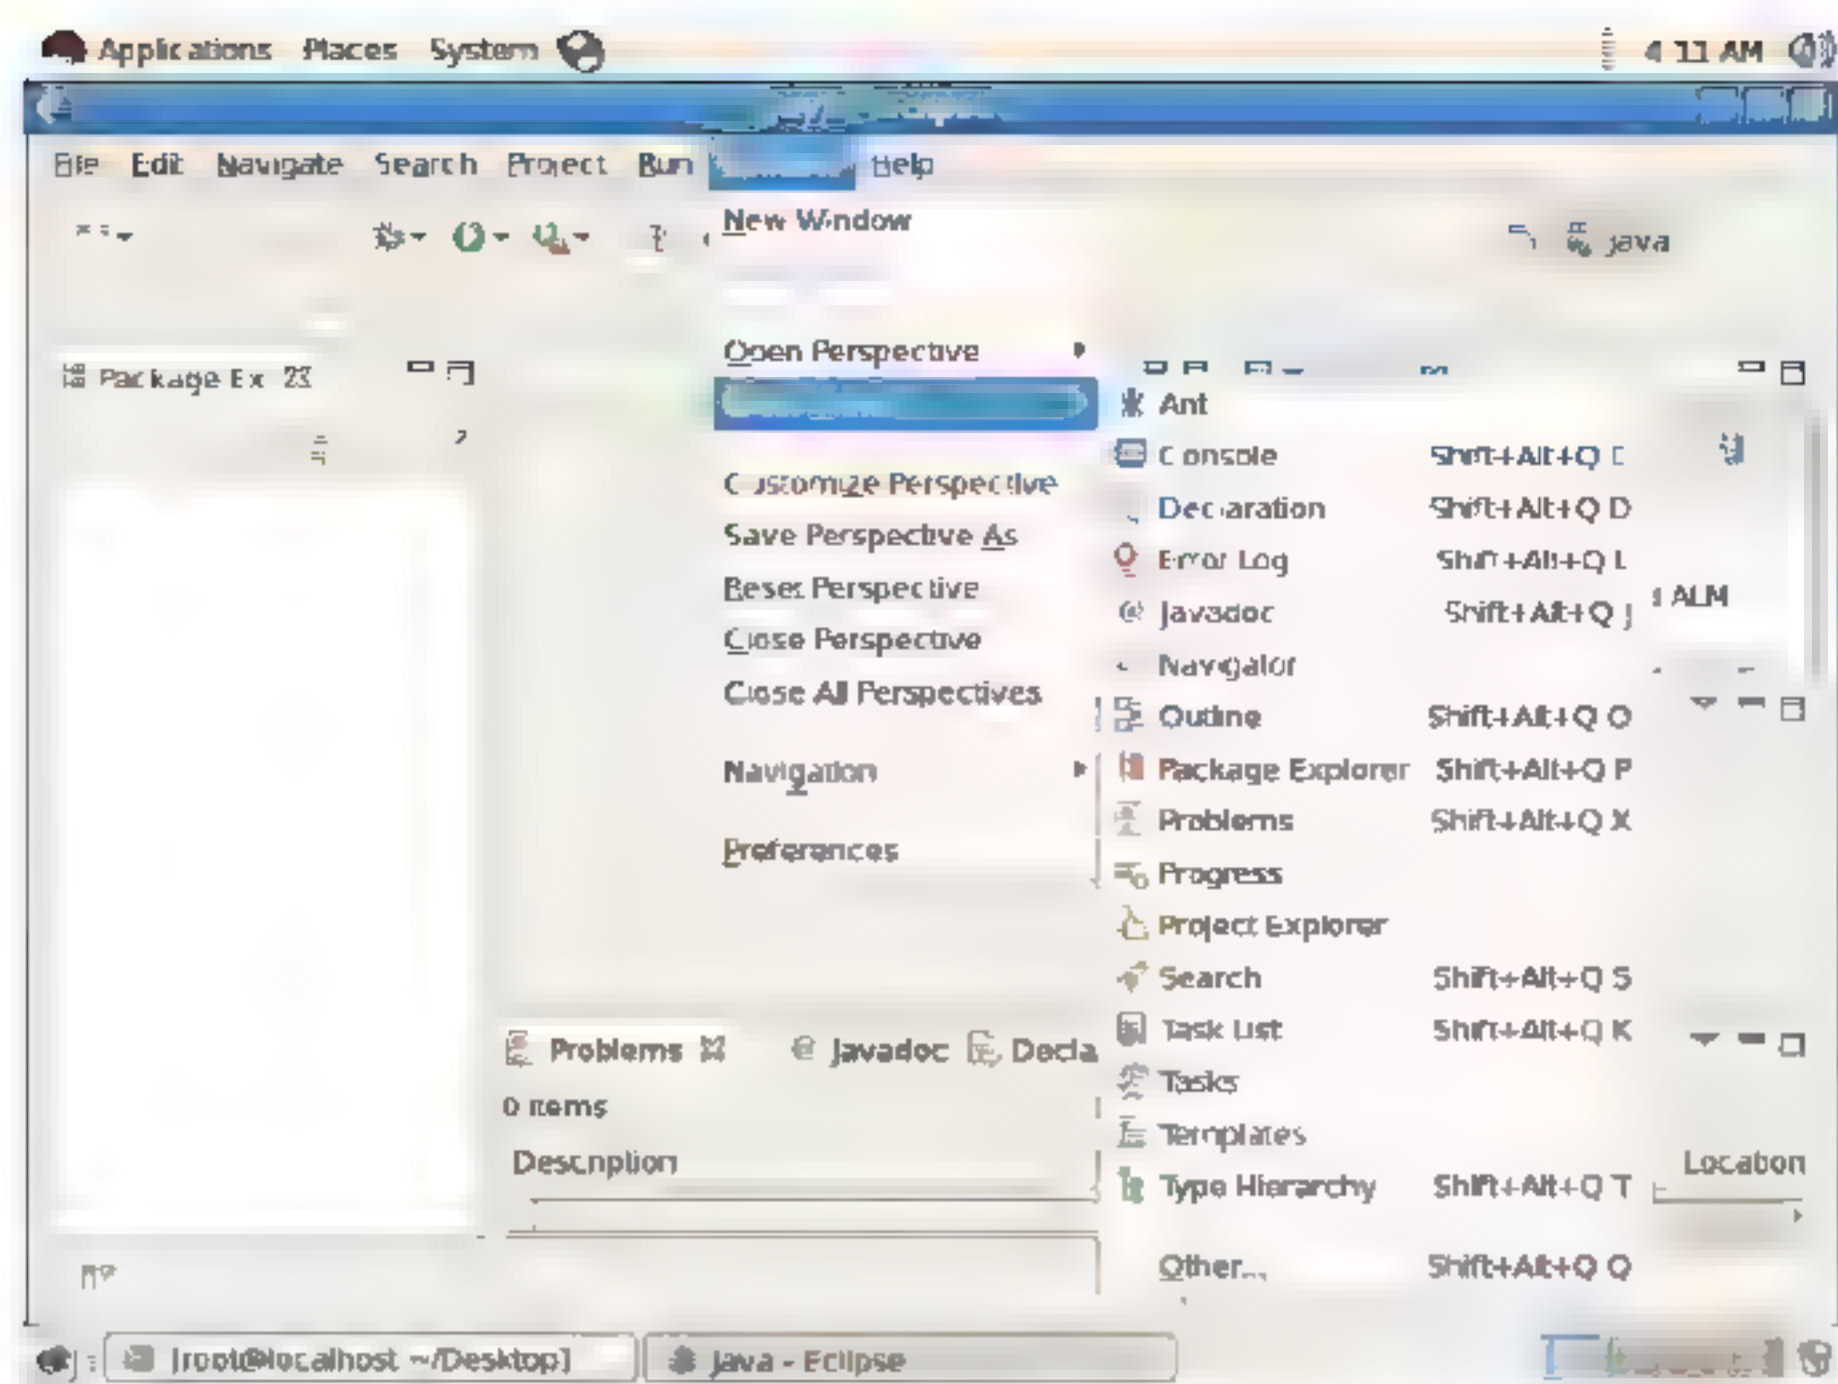 Applications Places System 4 11 AM
File Edit Navigate Search Project Run Help
New Window
Java
Open Perspective
Package Ex
Ant
Console Shift+Alt+Q C
Customize Perspective
Declaration Shift+Alt+Q D
Save Perspective As
Error Log Shift+Alt+Q L
Reset Perspective
Javadoc Shift+Alt+Q J
ALM
Close Perspective
Navigator
Close All Perspectives
Outline Shift+Alt+Q O
Navigation
Package Explorer Shift+Alt+Q P
Problems Shift+Alt+Q X
Preferences
Progress
Project Explorer
Search Shift+Alt+Q S
Task List Shift+Alt+Q K
Problems Javadoc Decla
Tasks
0 items
Templates
Description Location
Type Hierarchy Shift+Alt+Q T
Other... Shift+Alt+Q Q
[root@localhost ~/Desktop] Java - Eclipse